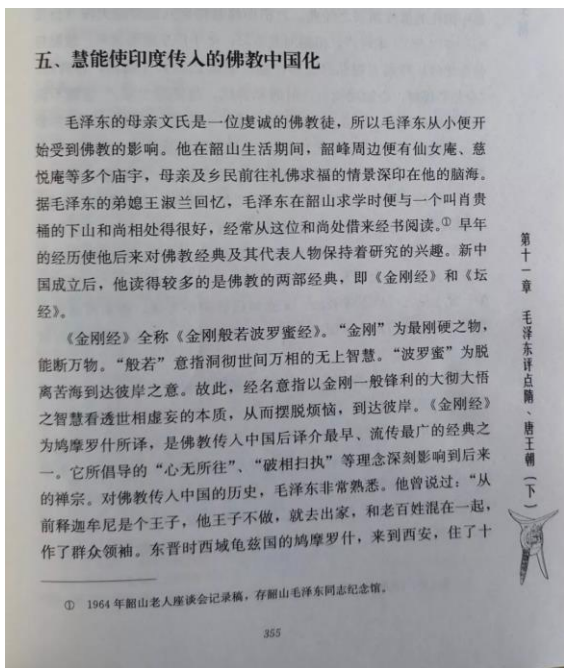 五、慧能使印度传入的佛教中国化
毛泽东的母亲文氏是一位虔诚的佛教徒，所以毛泽东从小便开
始受到佛教的影响。他在韶山生活期间，韶峰周边便有仙女庵、慈
悦庵等多个庙宇，母亲及乡民前往礼佛求福的情景深印在他的脑海。
据毛泽东的弟媳王淑兰回忆，毛泽东在韶山求学时便与一个叫肖贵
桶的下山和尚相处得很好，经常从这位和尚处借来经书阅读。① 早年
的经历使他后来对佛教经典及其代表人物保持着研究的兴趣。新中
国成立后，他读得较多的是佛教的两部经典，即《金刚经》和《坛
经》。
《金刚经》全称《金刚般若波罗蜜经》。“金刚”为最刚硬之物，
能断万物。“般若”意指洞彻世间万相的无上智慧。“波罗蜜”为脱
离苦海到达彼岸之意。故此，经名意指以金刚一般锋利的大彻大悟
之智慧看透世相虚妄的本质，从而摆脱烦恼，到达彼岸。《金刚经》
为鸠摩罗什所译，是佛教传入中国后译介最早、流传最广的经典之
一。它所倡导的“心无所往”、“破相扫执”等理念深刻影响到后来
的禅宗。对佛教传入中国的历史，毛泽东非常熟悉。他曾说过：“从
前释迦牟尼是个王子，他王子不做，就去出家，和老百姓混在一起，
作了群众领袖。东晋时西域龟兹国的鸠摩罗什，来到西安，住了十
① 1964年韶山老人座谈会记录稿，存韶山毛泽东同志纪念馆。
355
第十一章 毛泽东评点隋、唐王朝（下）